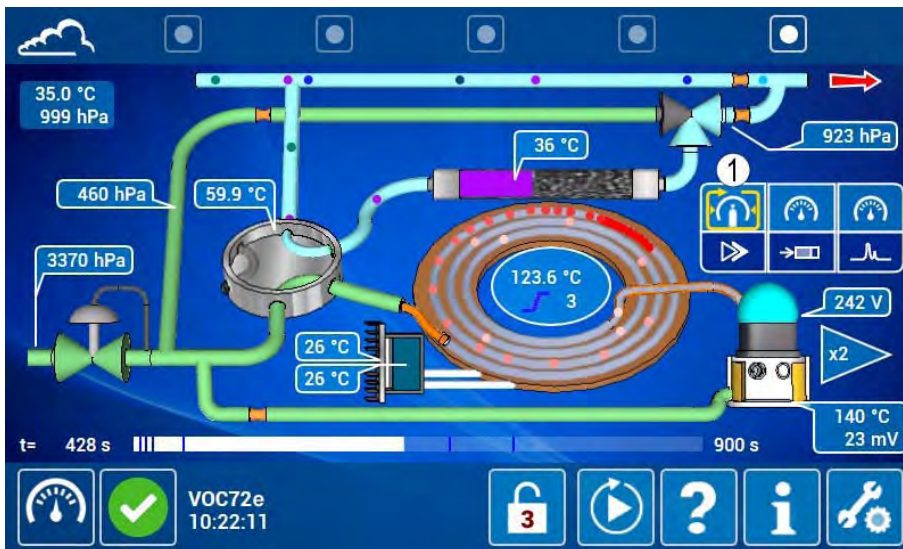 35.0 °C
999 hPa
923 hPa
36 °C
1
460 hPa
59.9 °C
3370 hPa
123.6 °C
3
242 V
26 °C
26 °C
x2
140 °C
23 mV
t= 428 s
900 s
VOC72e
10:22:11
3
?
i